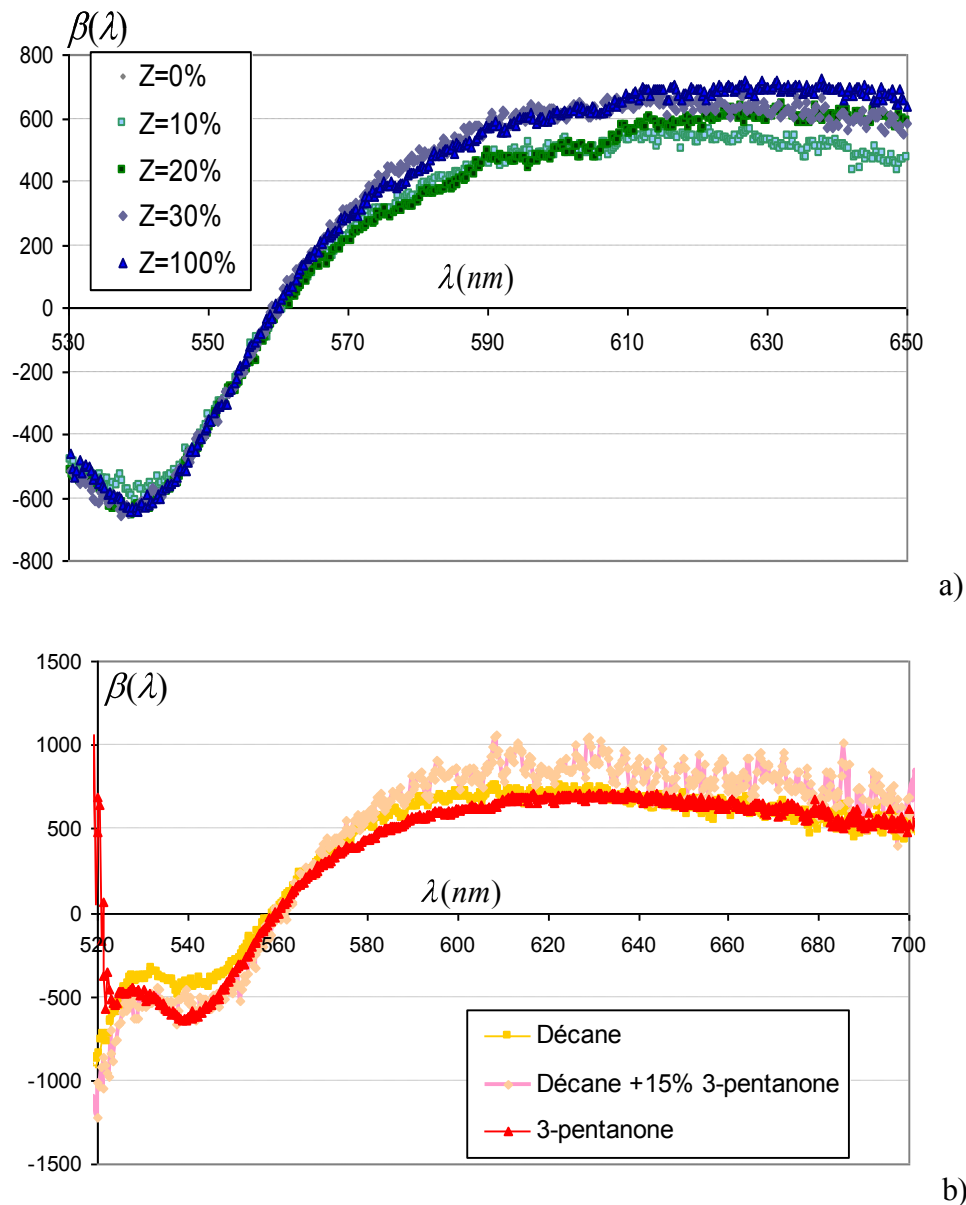 β(λ)
800
600
400
200
0
-200
-400
-600
-800
Z=0%
Z=10%
Z=20%
Z=30%
Z=100%
λ(nm)
530 550 570 590 610 630 650
a)
1500
1000
500
0
-500
-1000
-1500
β(λ)
λ(nm)
520 540 560 580 600 620 640 660 680 700
Décane
Décane +15% 3-pentanone
3-pentanone
b)